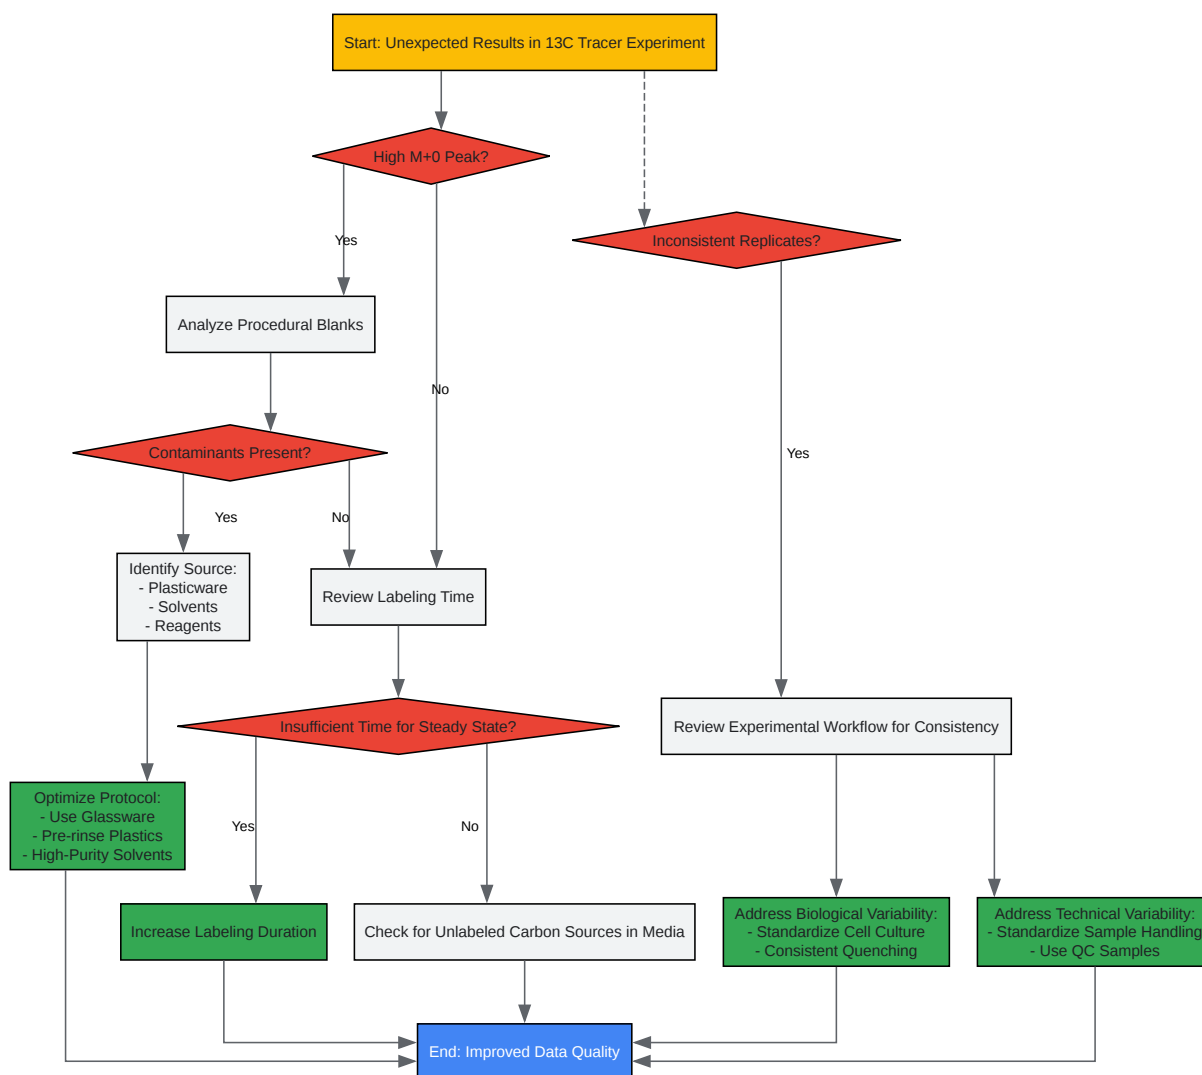 Start: Unexpected Results in 13C Tracer Experiment
High M+0 Peak?
Inconsistent Replicates?
Yes
Analyze Procedural Blanks
No
Contaminants Present?
Yes
Yes
No
Identify Source:
- Plasticware
- Solvents
- Reagents
Review Labeling Time
Insufficient Time for Steady State?
Review Experimental Workflow for Consistency
Optimize Protocol:
- Use Glassware
- Pre-rinse Plastics
- High-Purity Solvents
Yes
No
Increase Labeling Duration
Check for Unlabeled Carbon Sources in Media
Address Biological Variability:
- Standardize Cell Culture
- Consistent Quenching
Address Technical Variability:
- Standardize Sample Handling
- Use QC Samples
End: Improved Data Quality